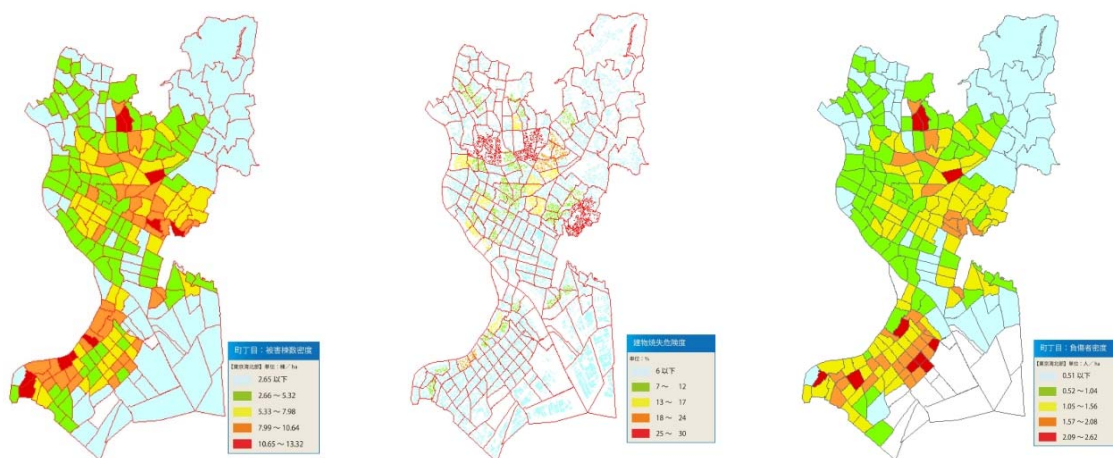 町丁目：被害棟数密度
【東京湾北部】単位：棟／ha
2.65 以下
2.66 ～ 5.32
5.33 ～ 7.98
7.99 ～ 10.64
10.65 ～ 13.32
建物焼失危険度
単位：%
6 以下
7 ～ 12
13 ～ 17
18 ～ 24
25 ～ 30
町丁目：負傷者密度
【東京湾北部】単位：人／ha
0.51 以下
0.52 ～ 1.04
1.05 ～ 1.56
1.57 ～ 2.08
2.09 ～ 2.62